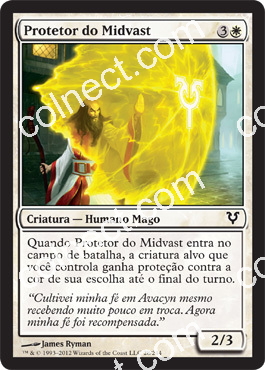 Protetor do Midvast 3
Criatura — Humano Mago
Quando Protetor do Midvast entra no
campo de batalha, a criatura alvo que
você controla ganha proteção contra a
cor de sua escolha até o final do turno.
"Cultivei minha fé em Avacyn mesmo
recebendo muito pouco em troca. Agora
minha fé foi recompensada."
James Ryman 2/3
™ & © 1993-2012 Wizards of the Coast LLC
colnect.com
colnect.com
colnect.com